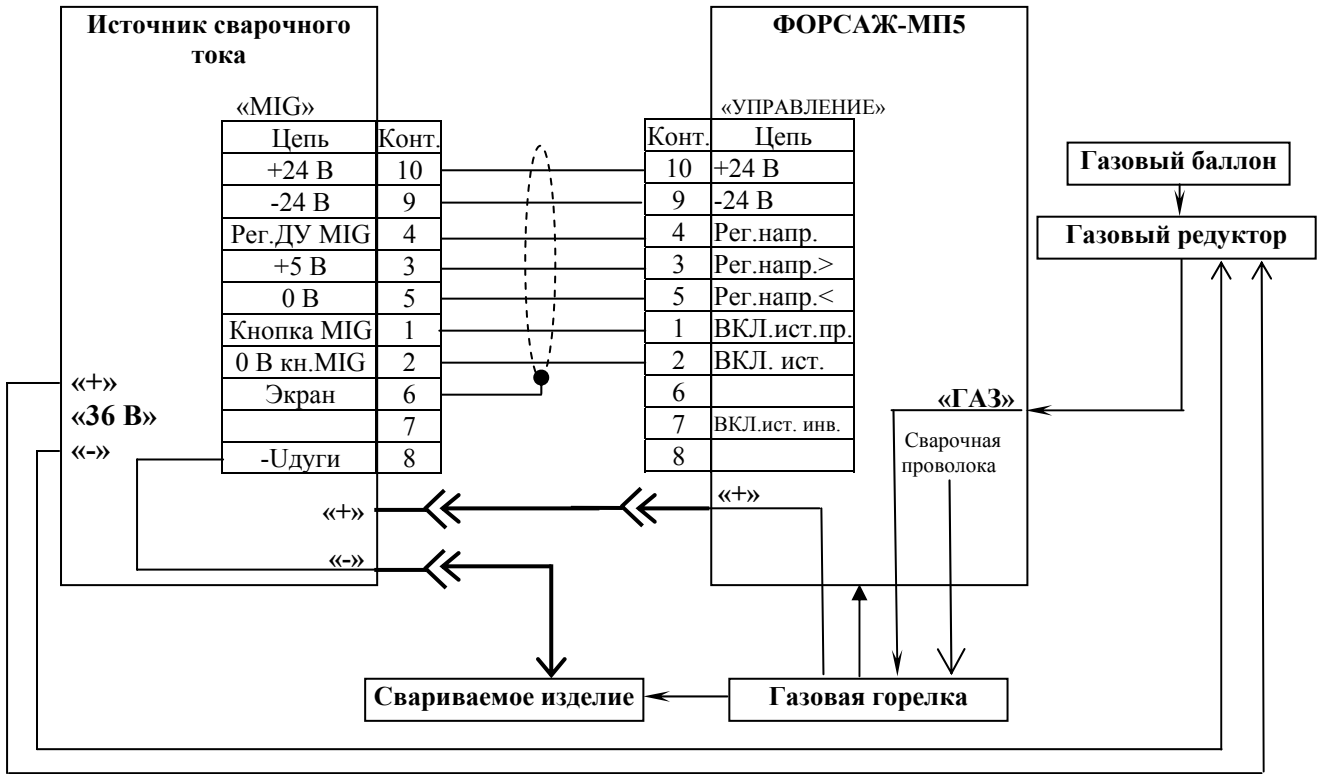 Источник сварочного
тока
«MIG»
Цепь Конт.
+24 В 10
-24 В 9
Рег.ДУ MIG 4
+5 В 3
0 В 5
Кнопка MIG 1
0 В кн.MIG 2
Экран 6
7
-Uдуги 8
«+»
«36 В»
«-»
«+»
«-»
ФОРСАЖ-МП5
«УПРАВЛЕНИЕ»
Конт. Цепь
10 +24 В
9 -24 В
4 Рег.напр.
3 Рег.напр.>
5 Рег.напр.<
1 ВКЛ.ист.пр.
2 ВКЛ. ист.
6
7 ВКЛ.ист. инв.
8
«+»
«ГАЗ»
Сварочная
проволока
Газовый баллон
Газовый редуктор
Свариваемое изделие
Газовая горелка